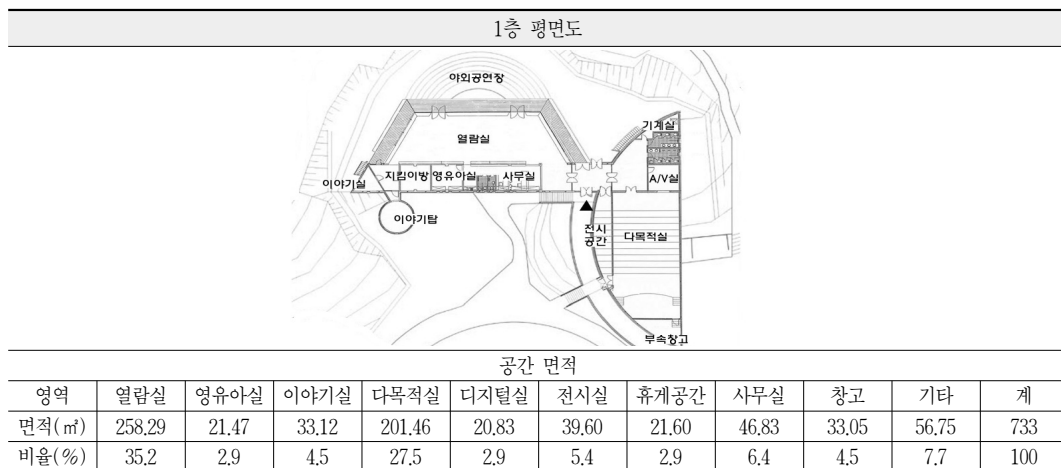 1층 평면도
야외공연장
기계실
열람실
이야기실 지킴이방 영유아실 사무실 A/V실
이야기탑
전시
공간 다목적실
부속창고
공간 면적
영역 열람실 영유아실 이야기실 다목적실 디지털실 전시실 휴게공간 사무실 창고 기타 계
면적(㎡) 258.29 21.47 33.12 201.46 20.83 39.60 21.60 46.83 33.05 56.75 733
비율(%) 35.2 2.9 4.5 27.5 2.9 5.4 2.9 6.4 4.5 7.7 100